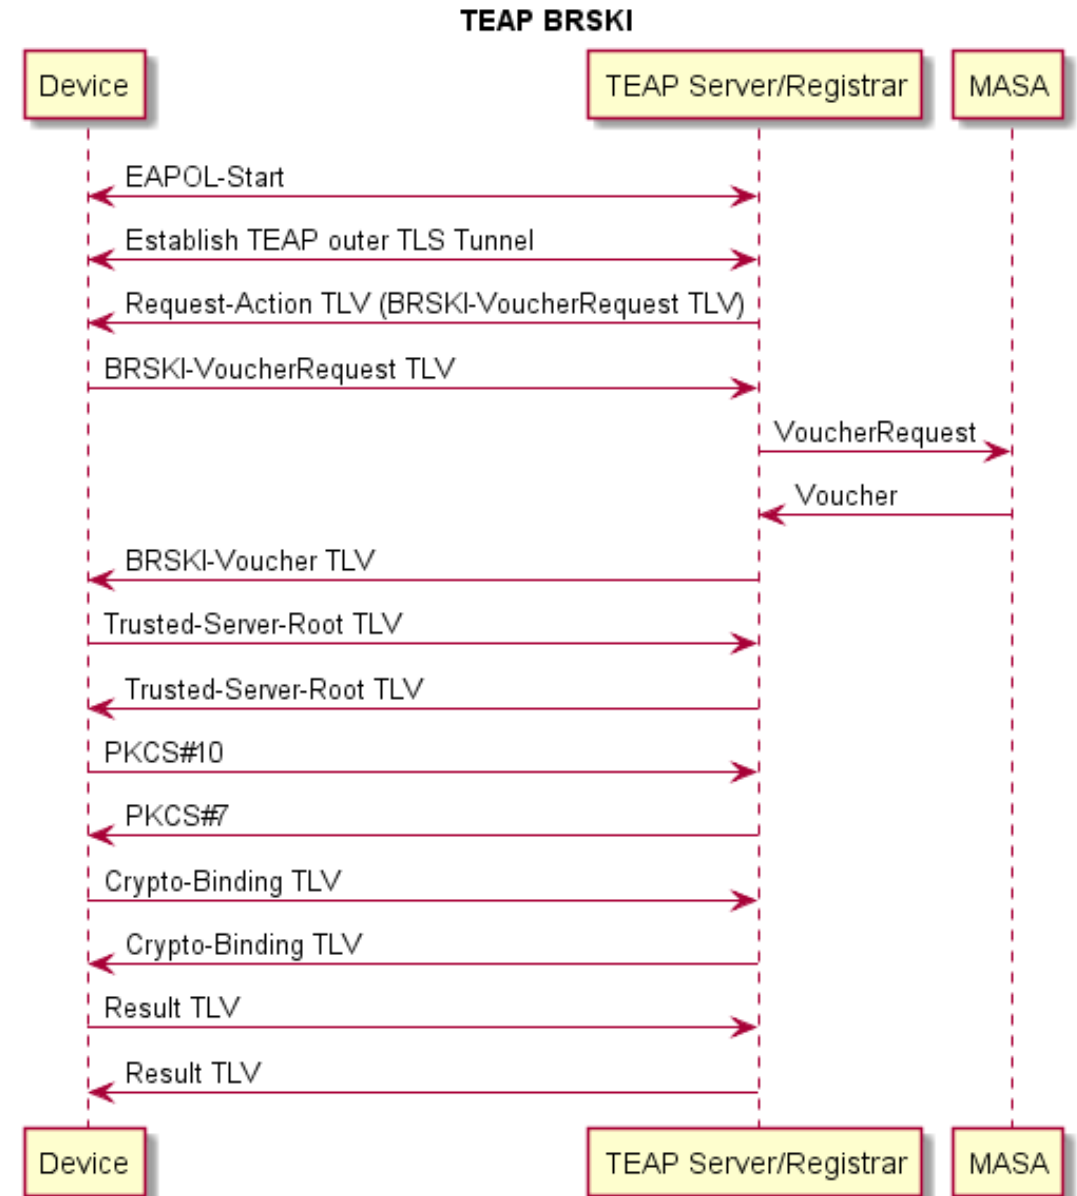 TEAP BRSKI
Device
TEAP Server/Registrar
MASA
EAPOL-Start
Establish TEAP outer TLS Tunnel
Request-Action TLV (BRSKI-VoucherRequest TLV)
BRSKI-VoucherRequest TLV
VoucherRequest
Voucher
BRSKI-Voucher TLV
Trusted-Server-Root TLV
Trusted-Server-Root TLV
PKCS#10
PKCS#7
Crypto-Binding TLV
Crypto-Binding TLV
Result TLV
Result TLV
Device
TEAP Server/Registrar
MASA